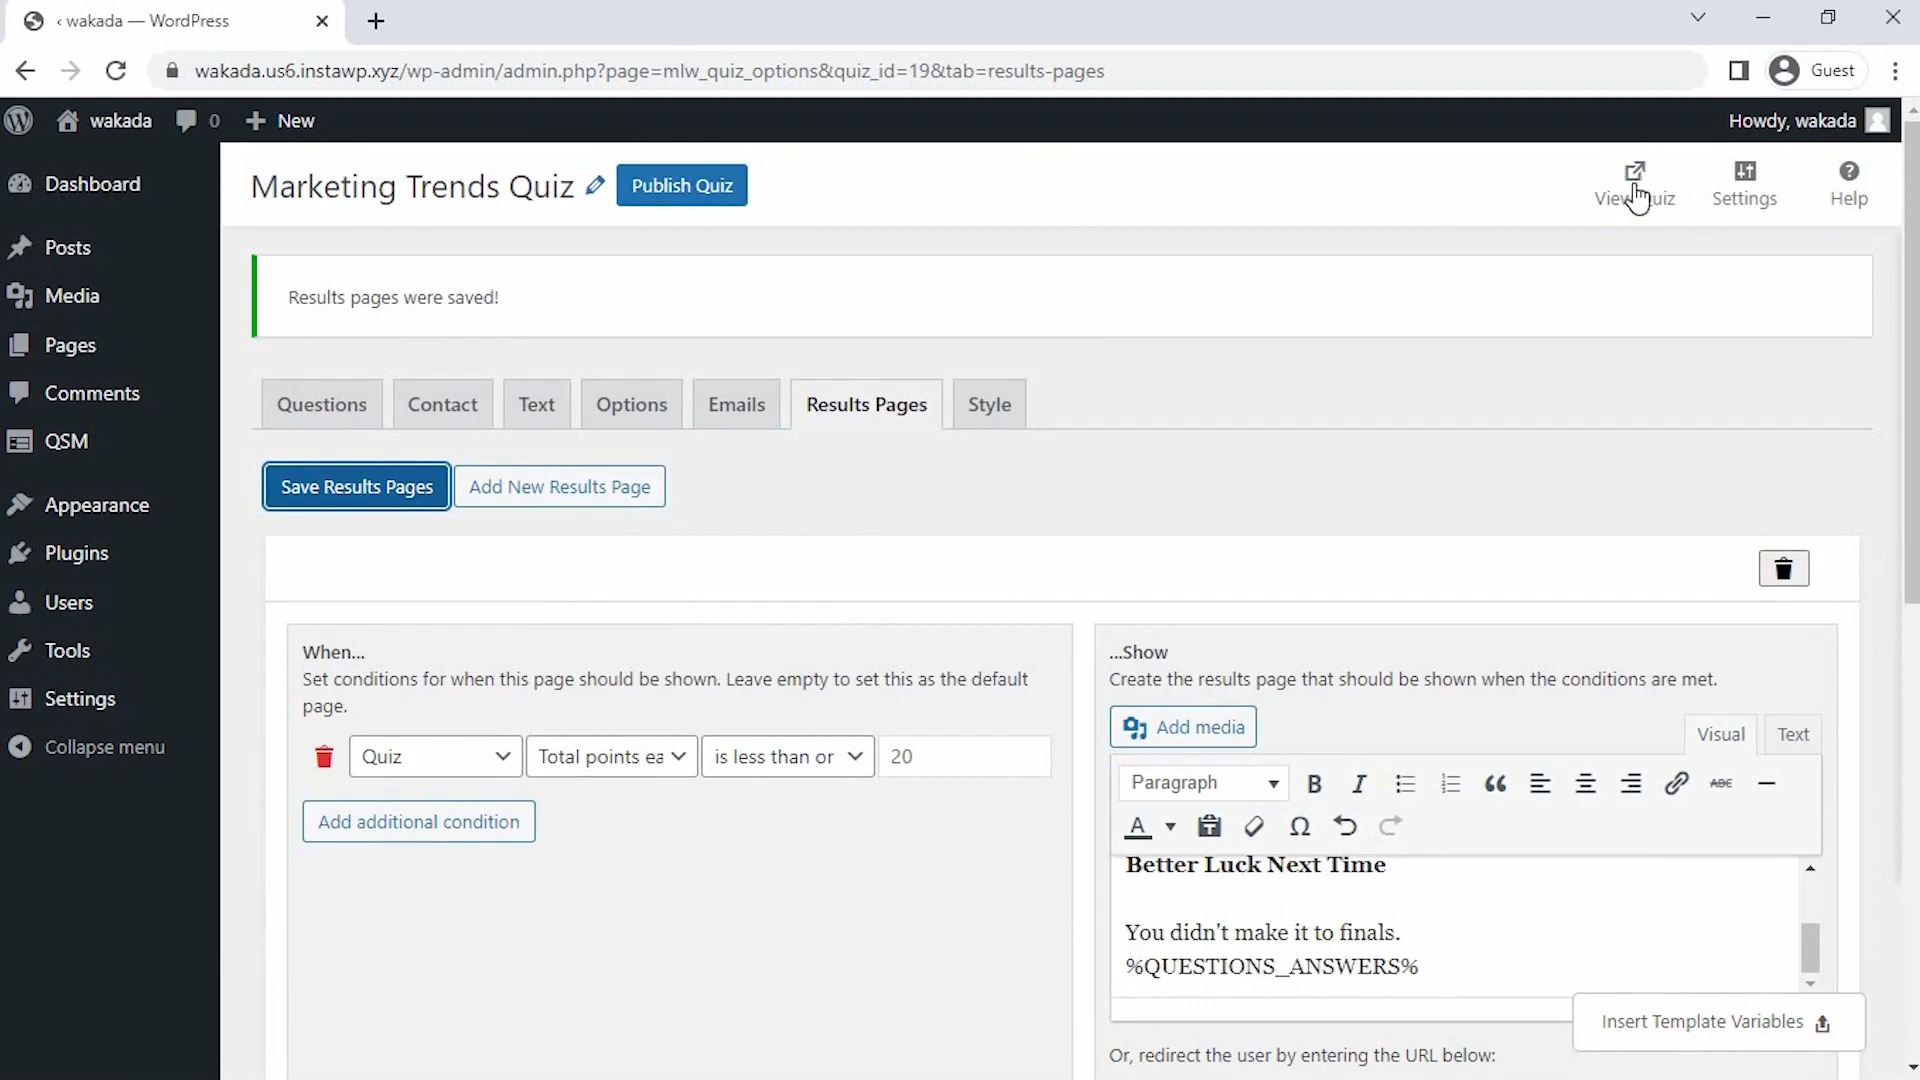 ‹ wakada — WordPress
wakada.us6.instawp.xyz/wp-admin/admin.php?page=mlw_quiz_options&quiz_id=19&tab=results-pages
Guest
wakada
0
New
Howdy, wakada
Dashboard
Posts
Media
Pages
Comments
QSM
Appearance
Plugins
Users
Tools
Settings
Collapse menu
Marketing Trends Quiz
Publish Quiz
View Quiz
Settings
Help
Results pages were saved!
Questions
Contact
Text
Options
Emails
Results Pages
Style
Save Results Pages
Add New Results Page
When...
Set conditions for when this page should be shown. Leave empty to set this as the default
page.
Quiz
Total points ea
is less than or
20
Add additional condition
...Show
Create the results page that should be shown when the conditions are met.
Add media
Visual
Text
Paragraph
B
I
ABC
A
Ω
Better Luck Next Time
You didn't make it to finals.
%QUESTIONS_ANSWERS%
Insert Template Variables
Or, redirect the user by entering the URL below: